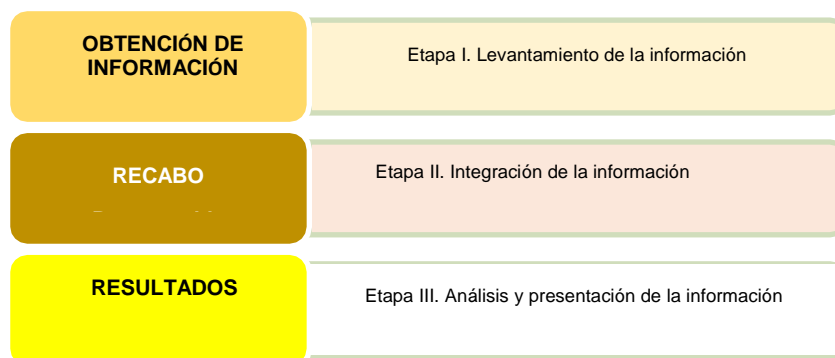 OBTENCIÓN DE
INFORMACIÓN
Etapa I. Levantamiento de la información
RECABO
Etapa II. Integración de la información
RESULTADOS
Etapa III. Análisis y presentación de la información